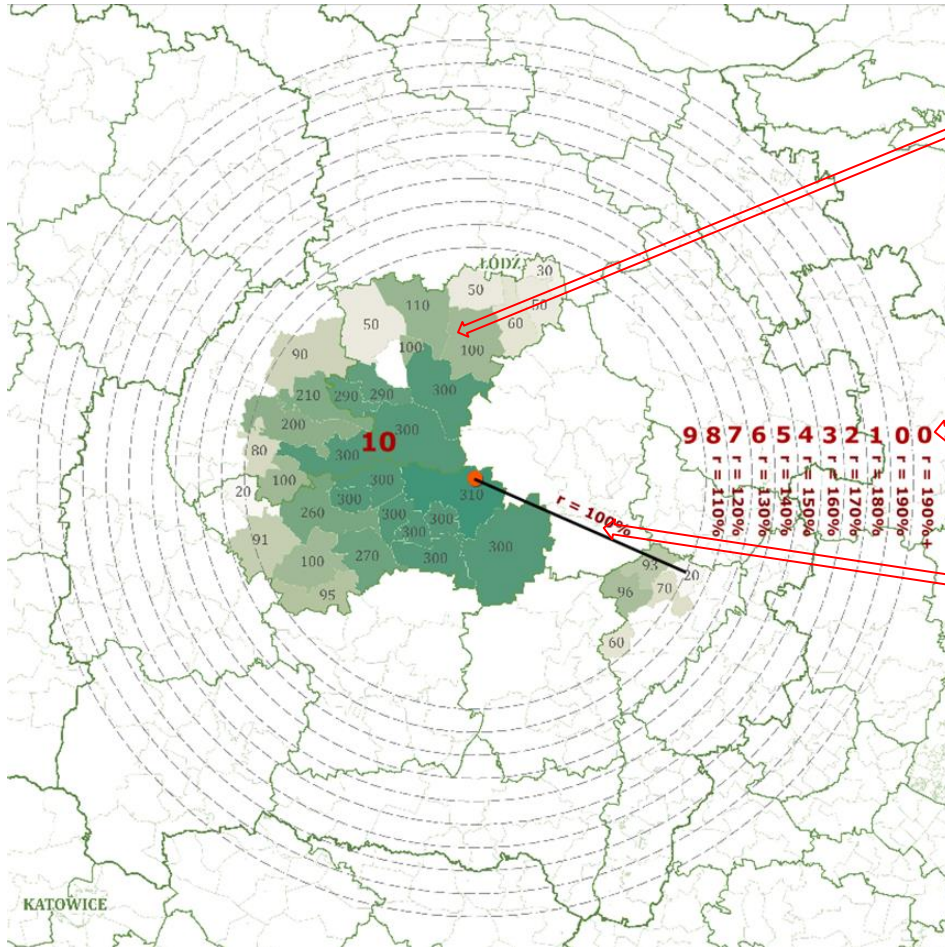 ŁÓDŹ
30
50
110
50
50
60
100
100
90
300
290
290
210
200
300
10
300
80
9 8 7 6 5 4 3 2 1 0 0
r = 110%
r = 120%
r = 130%
r = 140%
r = 150%
r = 160%
r = 170%
r = 180%
r = 190%
r = 190%+
300
100
20
310
300
r = 100%
260
300
300
300
91
300
300
270
300
100
93
20
95
96
70
60
KATOWICE